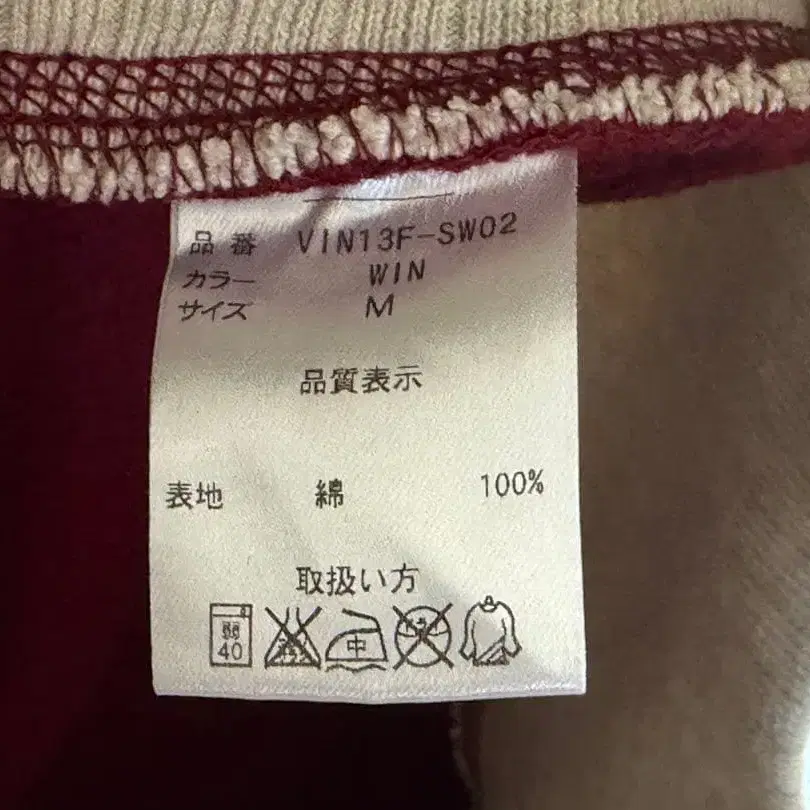 品番 VIN13F-SW02
カラー WIN
サイズ M
品質表示
表地 綿 100%
取扱い方
弱 40 中